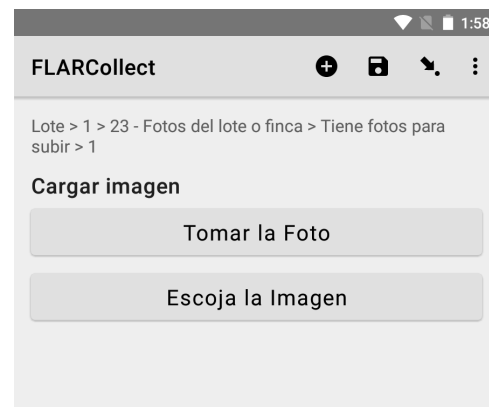 1:58
FLARCollect
Lote > 1 > 23 - Fotos del lote o finca > Tiene fotos para
subir > 1
Cargar imagen
Tomar la Foto
Escoja la Imagen